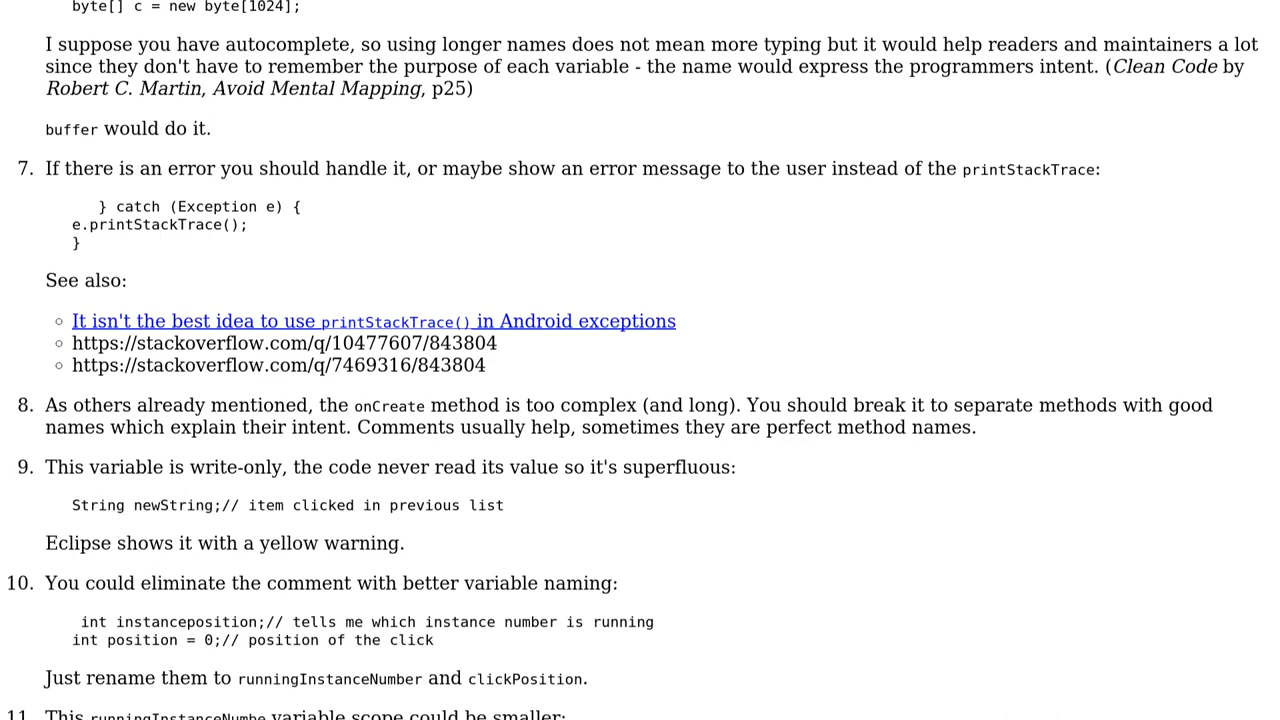 byte[] c = new byte[1024];
I suppose you have autocomplete, so using longer names does not mean more typing but it would help readers and maintainers a lot
since they don't have to remember the purpose of each variable - the name would express the programmers intent. (Clean Code by
Robert C. Martin, Avoid Mental Mapping, p25)
buffer would do it.
7. If there is an error you should handle it, or maybe show an error message to the user instead of the printStackTrace:
} catch (Exception e) {
e.printStackTrace();
}
See also:
◦ It isn't the best idea to use printStackTrace() in Android exceptions
◦ https://stackoverflow.com/q/10477607/843804
◦ https://stackoverflow.com/q/7469316/843804
8. As others already mentioned, the onCreate method is too complex (and long). You should break it to separate methods with good
names which explain their intent. Comments usually help, sometimes they are perfect method names.
9. This variable is write-only, the code never read its value so it's superfluous:
String newString;// item clicked in previous list
Eclipse shows it with a yellow warning.
10. You could eliminate the comment with better variable naming:
int instanceposition;// tells me which instance number is running
int position = 0;// position of the click
Just rename them to runningInstanceNumber and clickPosition.
11. This runningInstanceNumbe variable scope could be smaller: